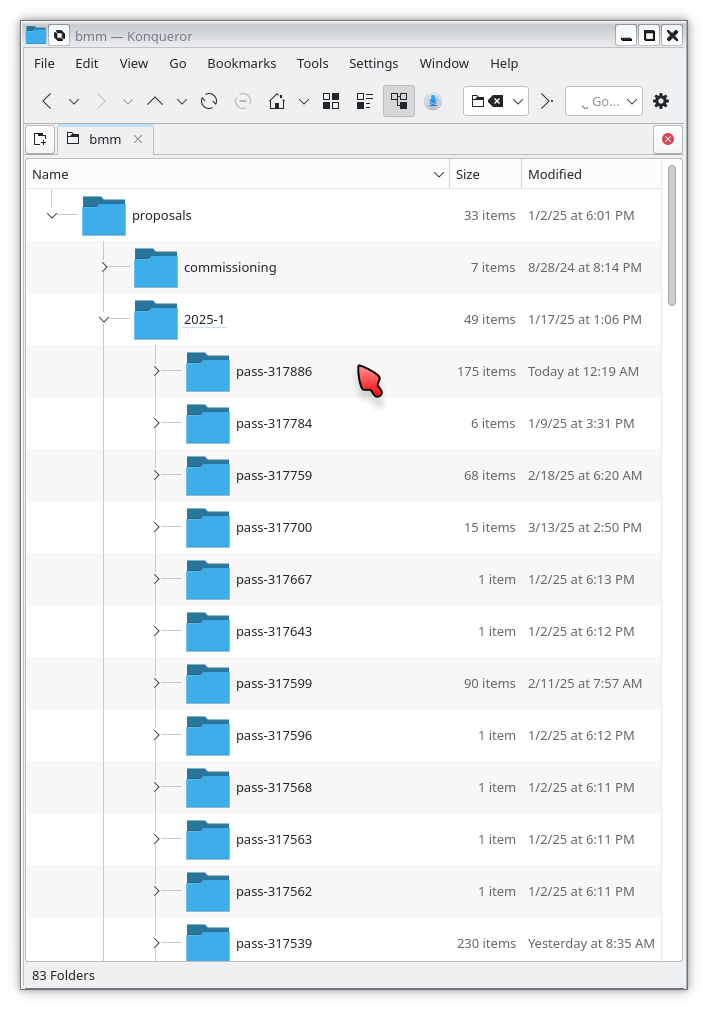 bmm — Konqueror
File Edit View Go Bookmarks Tools Settings Window Help
Go...
bmm
Name Size Modified
proposals 33 items 1/2/25 at 6:01 PM
commissioning 7 items 8/28/24 at 8:14 PM
2025-1 49 items 1/17/25 at 1:06 PM
pass-317886 175 items Today at 12:19 AM
pass-317784 6 items 1/9/25 at 3:31 PM
pass-317759 68 items 2/18/25 at 6:20 AM
pass-317700 15 items 3/13/25 at 2:50 PM
pass-317667 1 item 1/2/25 at 6:13 PM
pass-317643 1 item 1/2/25 at 6:12 PM
pass-317599 90 items 2/11/25 at 7:57 AM
pass-317596 1 item 1/2/25 at 6:12 PM
pass-317568 1 item 1/2/25 at 6:11 PM
pass-317563 1 item 1/2/25 at 6:11 PM
pass-317562 1 item 1/2/25 at 6:11 PM
pass-317539 230 items Yesterday at 8:35 AM
83 Folders